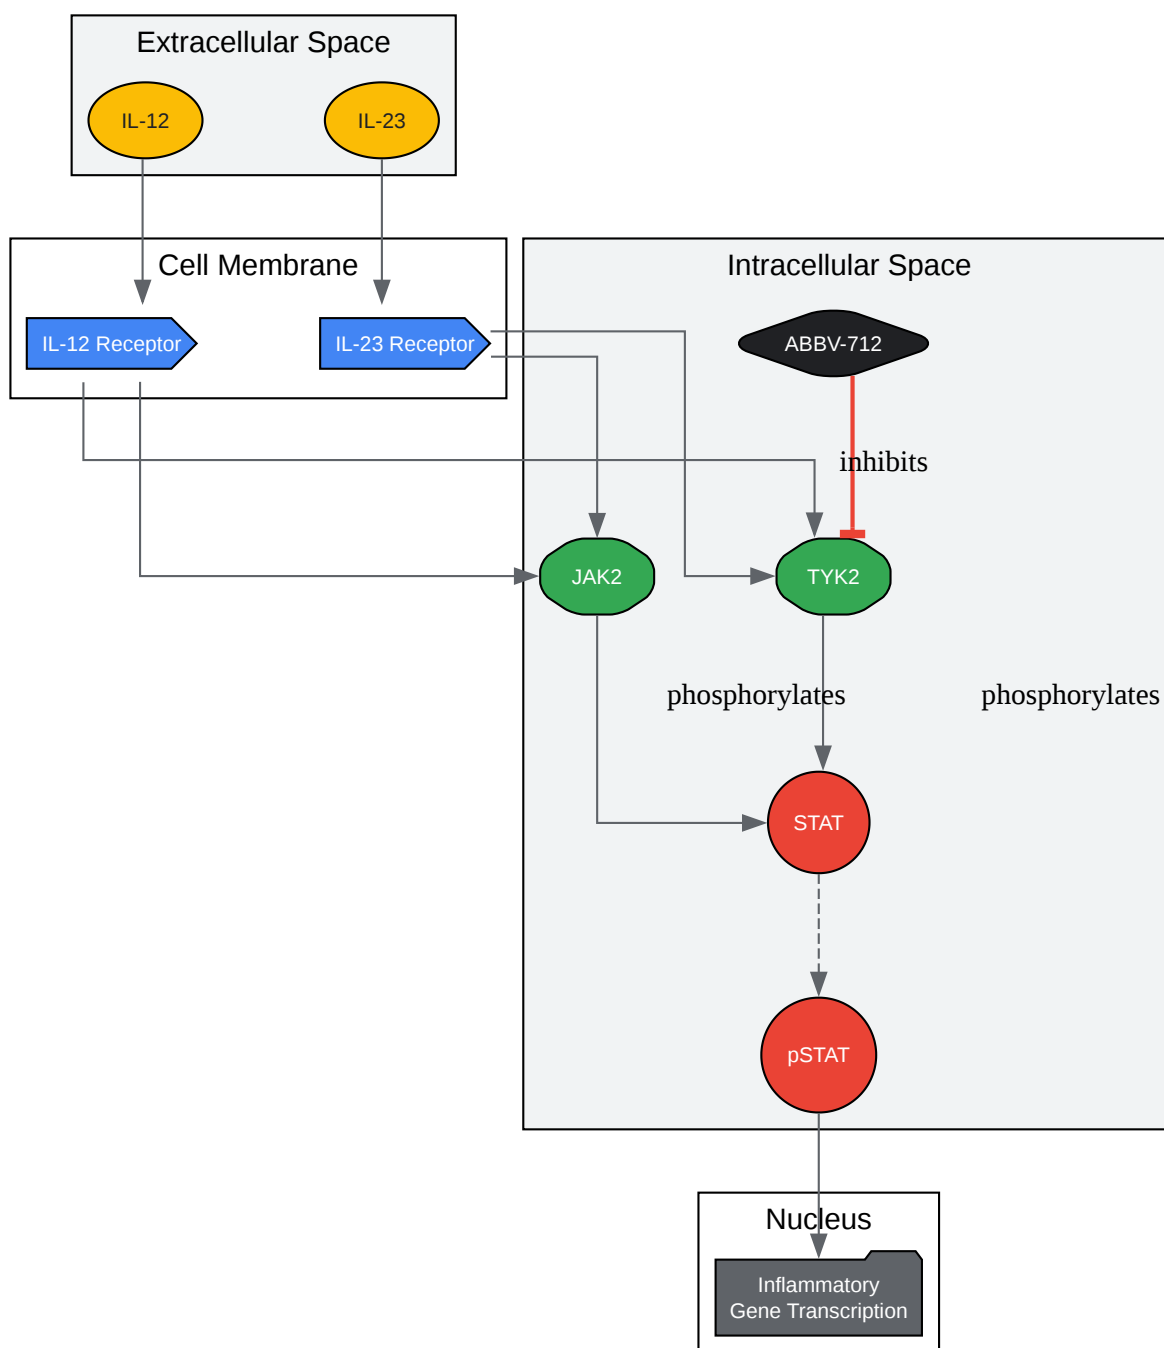 Extracellular Space
IL-12
IL-23
Cell Membrane
IL-12 Receptor
IL-23 Receptor
Intracellular Space
ABBV-712
inhibits
JAK2
TYK2
phosphorylates
phosphorylates
STAT
pSTAT
Nucleus
Inflammatory
Gene Transcription